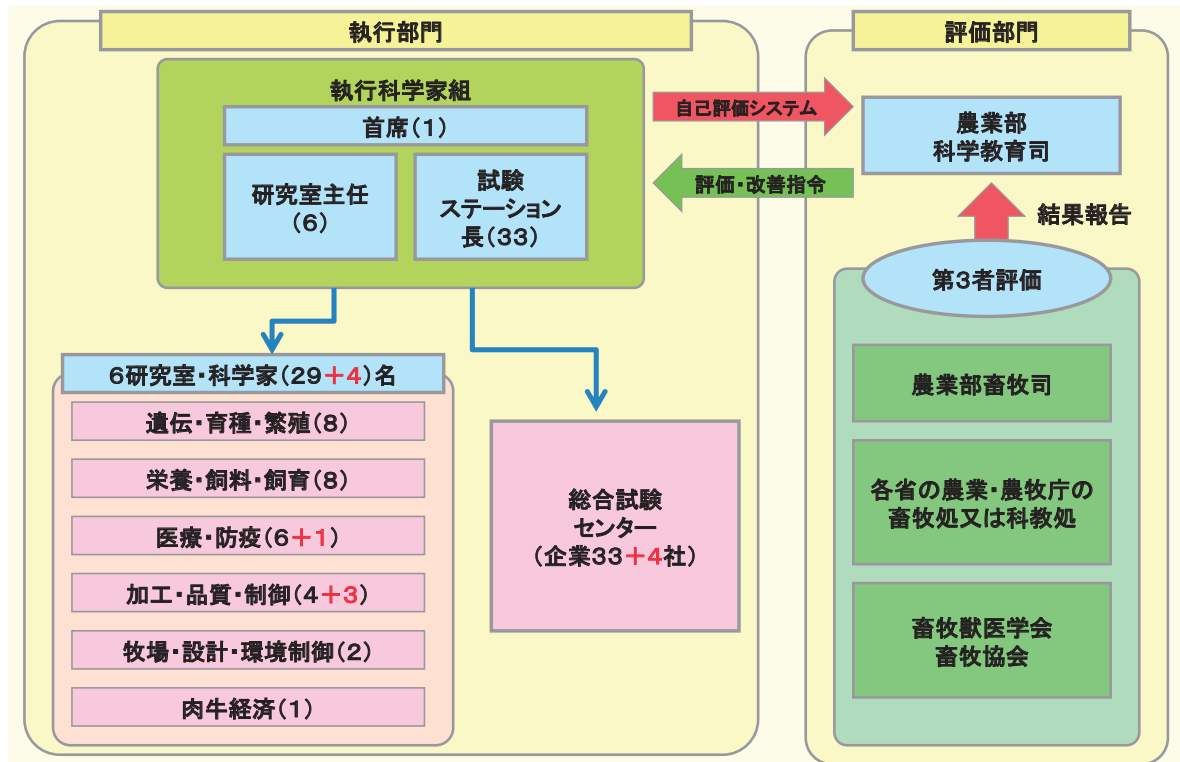 執行部門
執行科学家組
首席(1)
研究室主任
(6)
試験
ステーション
長(33)
自己評価システム
評価・改善指令
6研究室・科学家(29+4)名
遺伝・育種・繁殖(8)
栄養・飼料・飼育(8)
医療・防疫(6+1)
加工・品質・制御(4+3)
牧場・設計・環境制御(2)
肉牛経済(1)
総合試験
センター
(企業33+4社)
評価部門
農業部
科学教育司
結果報告
第3者評価
農業部畜牧司
各省の農業・農牧庁の
畜牧処又は科教処
畜牧獣医学会
畜牧協会